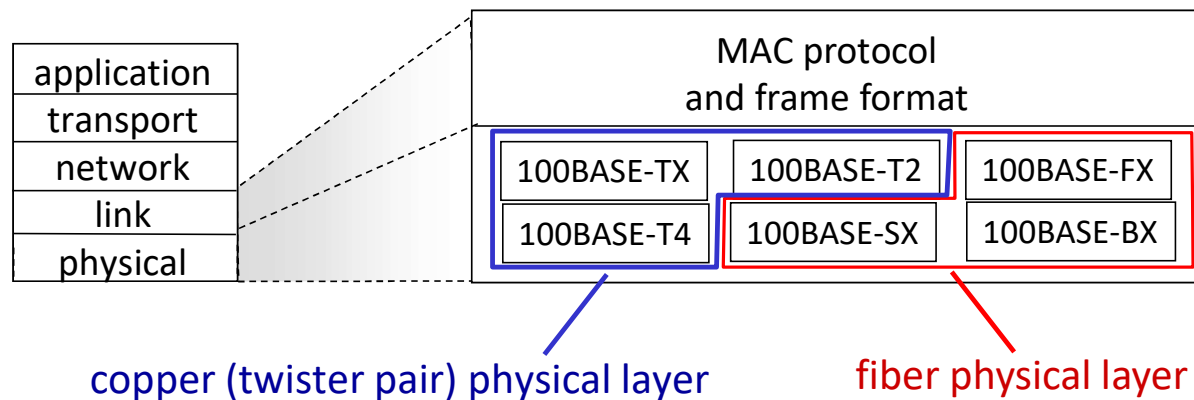 application
transport
network
link
physical
MAC protocol
and frame format
100BASE-TX
100BASE-T2
100BASE-FX
100BASE-T4
100BASE-SX
100BASE-BX
copper (twister pair) physical layer
fiber physical layer